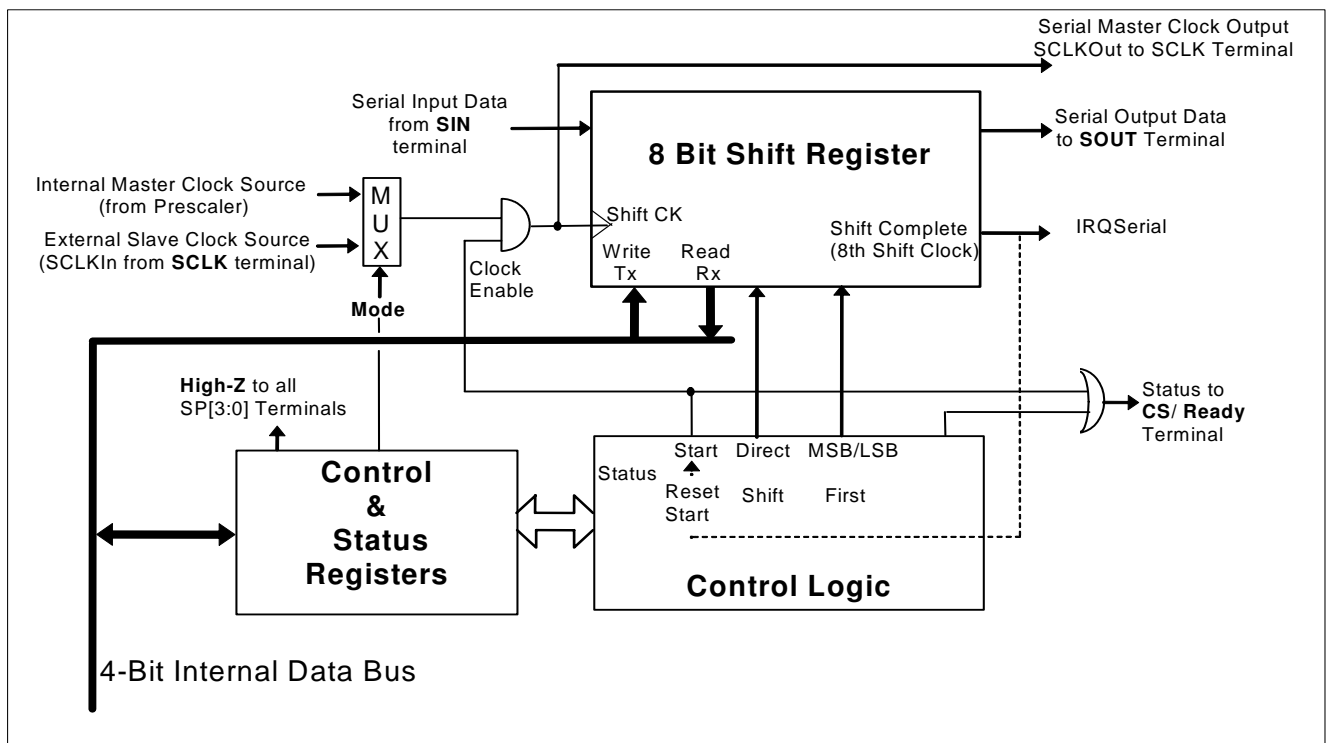 Serial Master Clock Output
SCLKOut to SCLK Terminal
Serial Input Data
from SIN
terminal
8 Bit Shift Register
Serial Output Data
to SOUT Terminal
Internal Master Clock Source
(from Prescaler)
M
U
X
External Slave Clock Source
(SCLKIn from SCLK terminal)
Shift CK
Shift Complete
(8th Shift Clock)
IRQSerial
Write
Tx
Read
Rx
Clock
Enable
Mode
High-Z to all
SP[3:0] Terminals
Status to
CS/ Ready
Terminal
Control
&
Status
Registers
Status
Start
Direct
MSB/LSB
Reset
Start
Shift
First
Control Logic
4-Bit Internal Data Bus